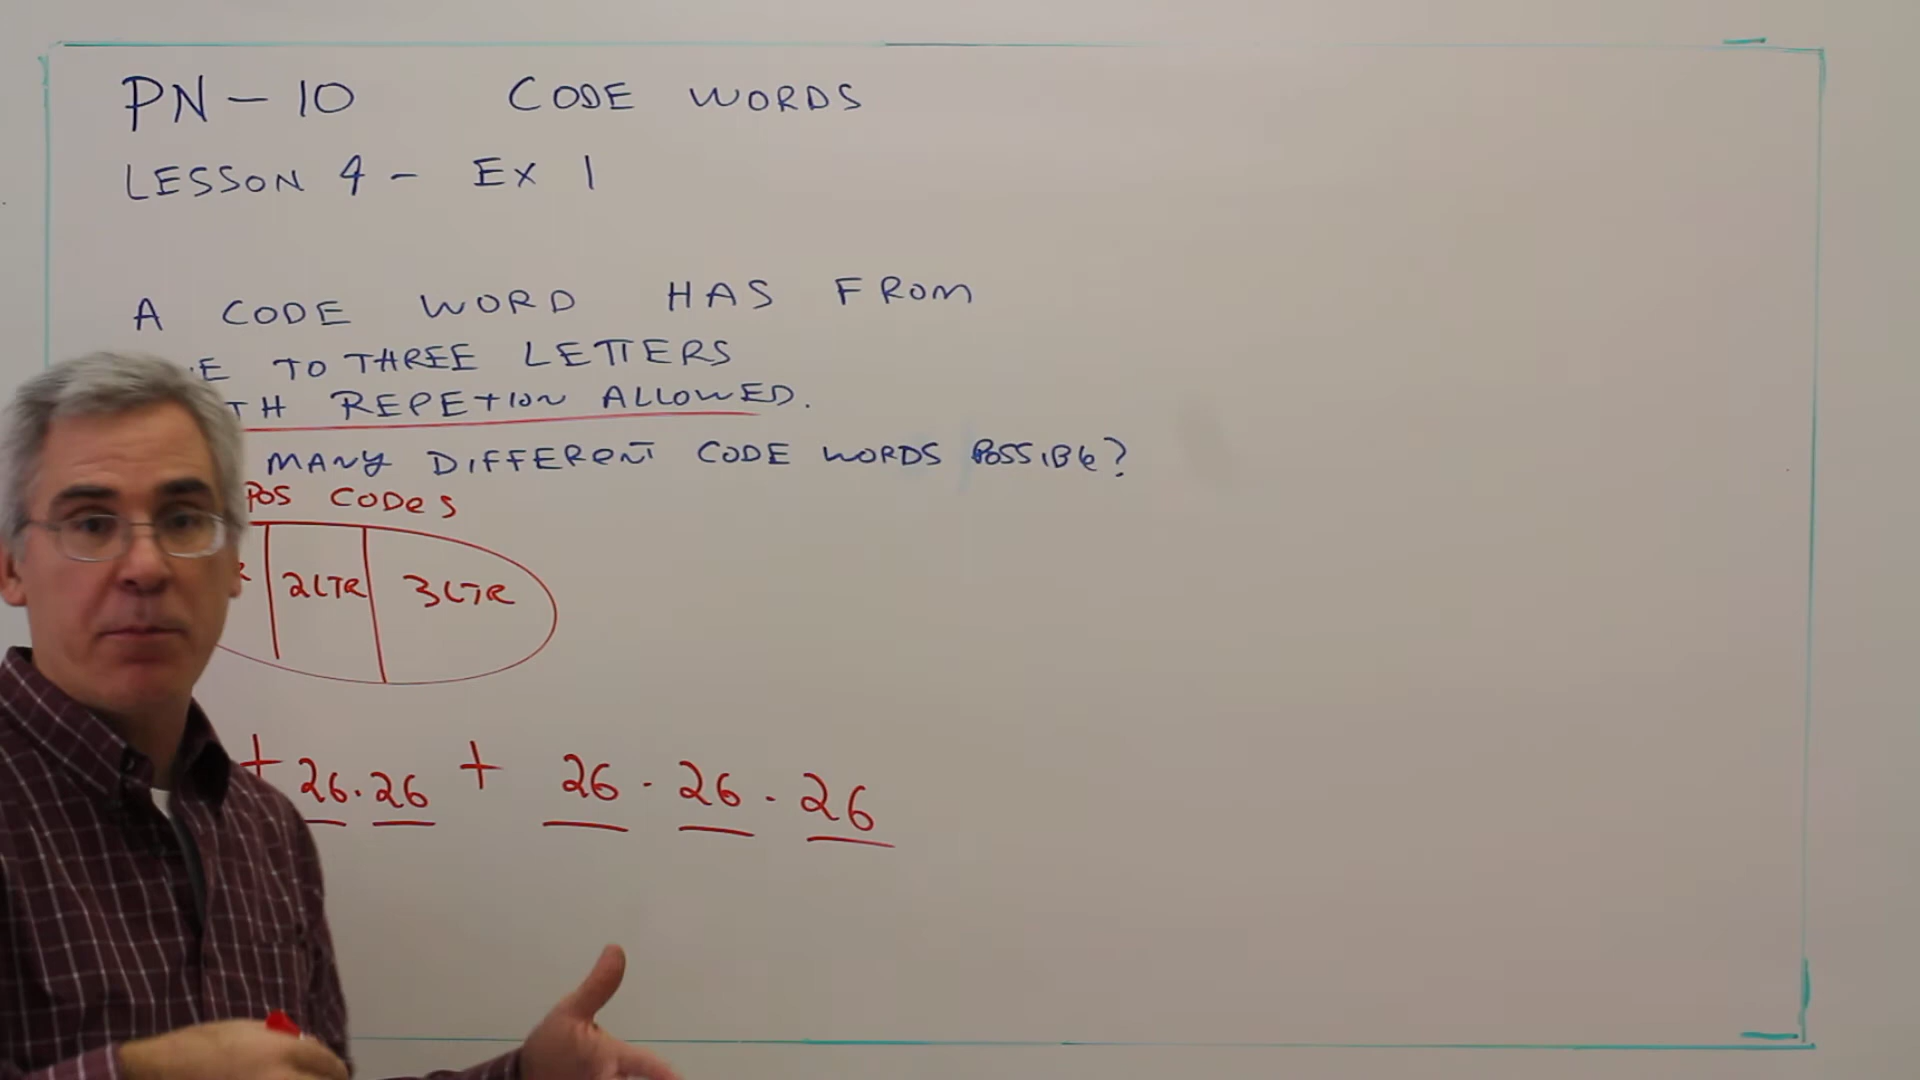 PN - 10 CODE WORDS
LESSON 4 - EX 1
A CODE WORD HAS FROM
E TO THREE LETTERS
TH REPETION ALLOWED.
MANY DIFFERENT CODE WORDS POSSIBLE?
POS CODES
2LTR 3LTR
+ 26 . 26 + 26 . 26 . 26